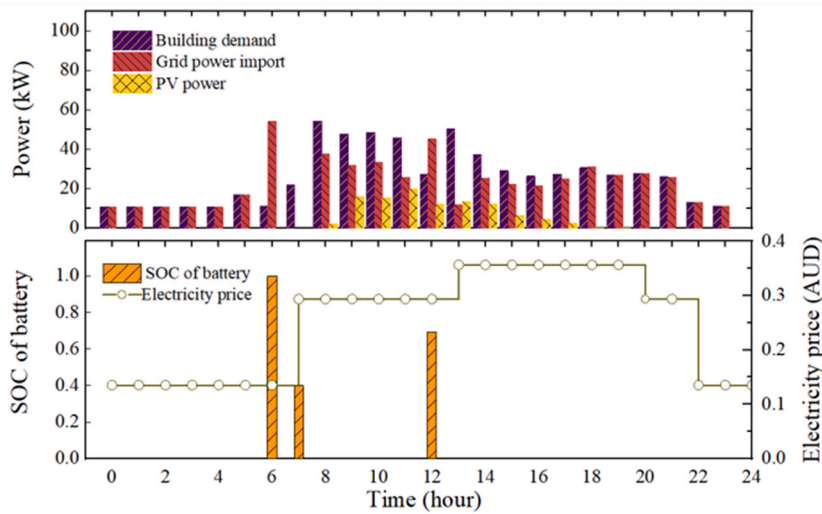 100
80
60
40
20
0
Power (kW)
Building demand
Grid power import
PV power
1.0
0.8
0.6
0.4
0.2
0.0
SOC of battery
SOC of battery
Electricity price
0.4
0.3
0.2
0.1
0.0
Electricity price (AUD)
0 2 4 6 8 10 12 14 16 18 20 22 24
Time (hour)